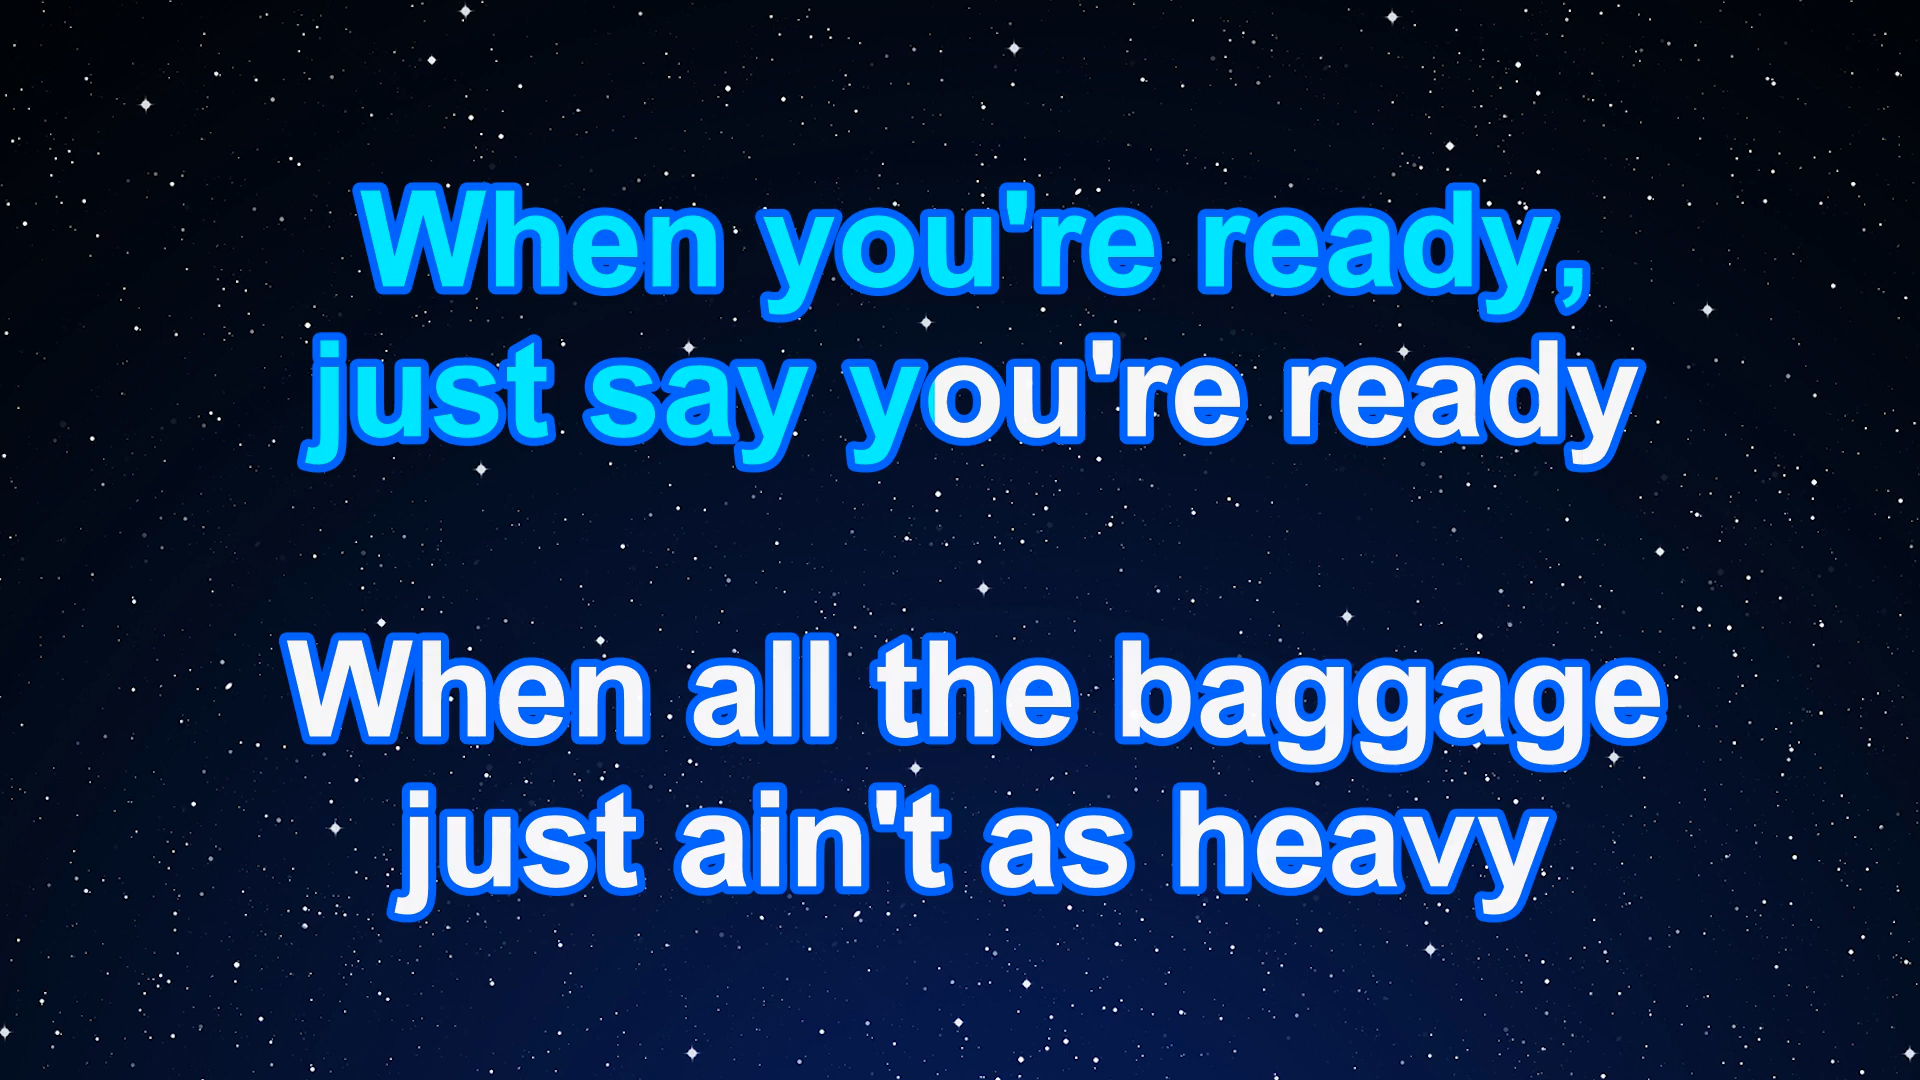 When you're ready,
just say you're ready
When all the baggage
just ain't as heavy